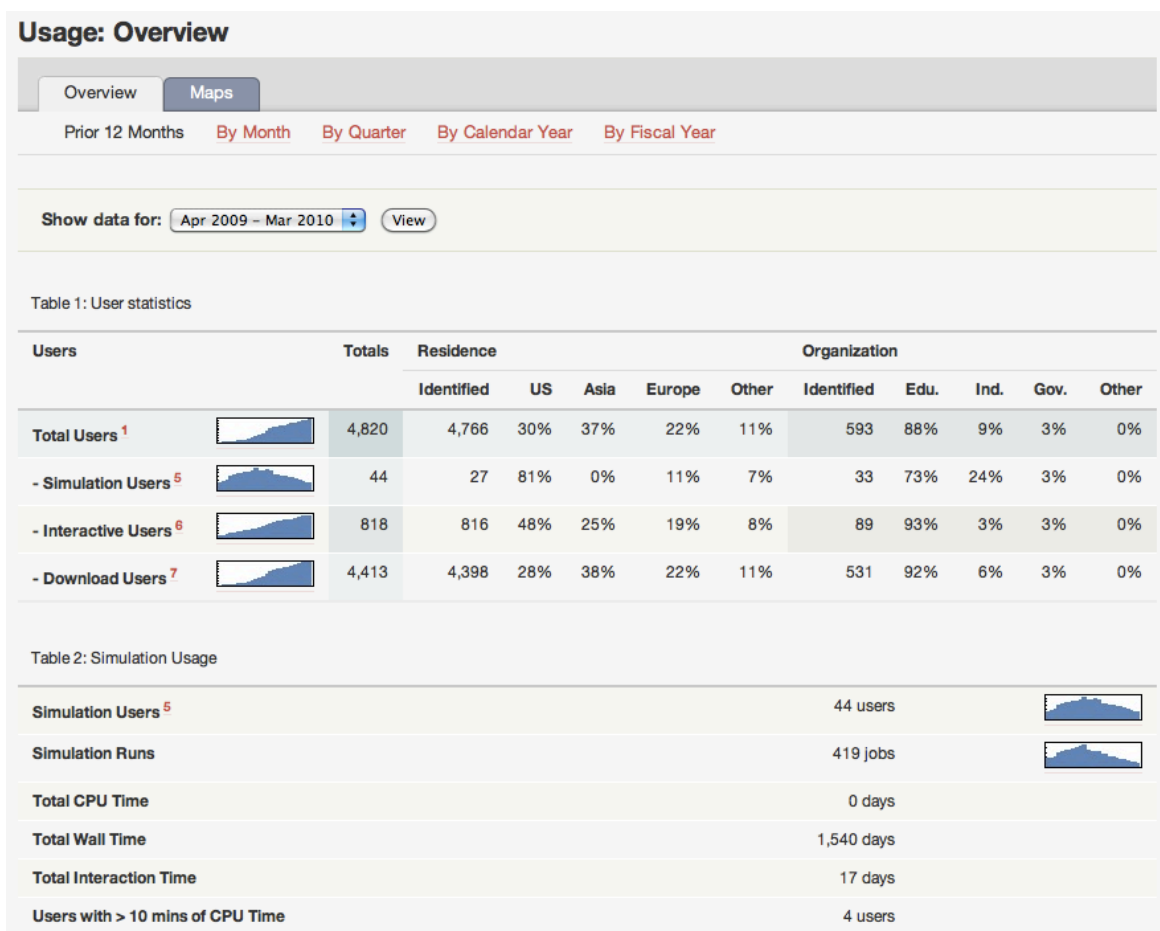 Usage: Overview
Overview Maps
Prior 12 Months By Month By Quarter By Calendar Year By Fiscal Year
Show data for: Apr 2009 – Mar 2010 View
Table 1: User statistics
Users Totals Residence Organization
Identified US Asia Europe Other Identified Edu. Ind. Gov. Other
Total Users 1 4,820 4,766 30% 37% 22% 11% 593 88% 9% 3% 0%
- Simulation Users 5 44 27 81% 0% 11% 7% 33 73% 24% 3% 0%
- Interactive Users 6 818 816 48% 25% 19% 8% 89 93% 3% 3% 0%
- Download Users 7 4,413 4,398 28% 38% 22% 11% 531 92% 6% 3% 0%
Table 2: Simulation Usage
Simulation Users 5 44 users
Simulation Runs 419 jobs
Total CPU Time 0 days
Total Wall Time 1,540 days
Total Interaction Time 17 days
Users with > 10 mins of CPU Time 4 users